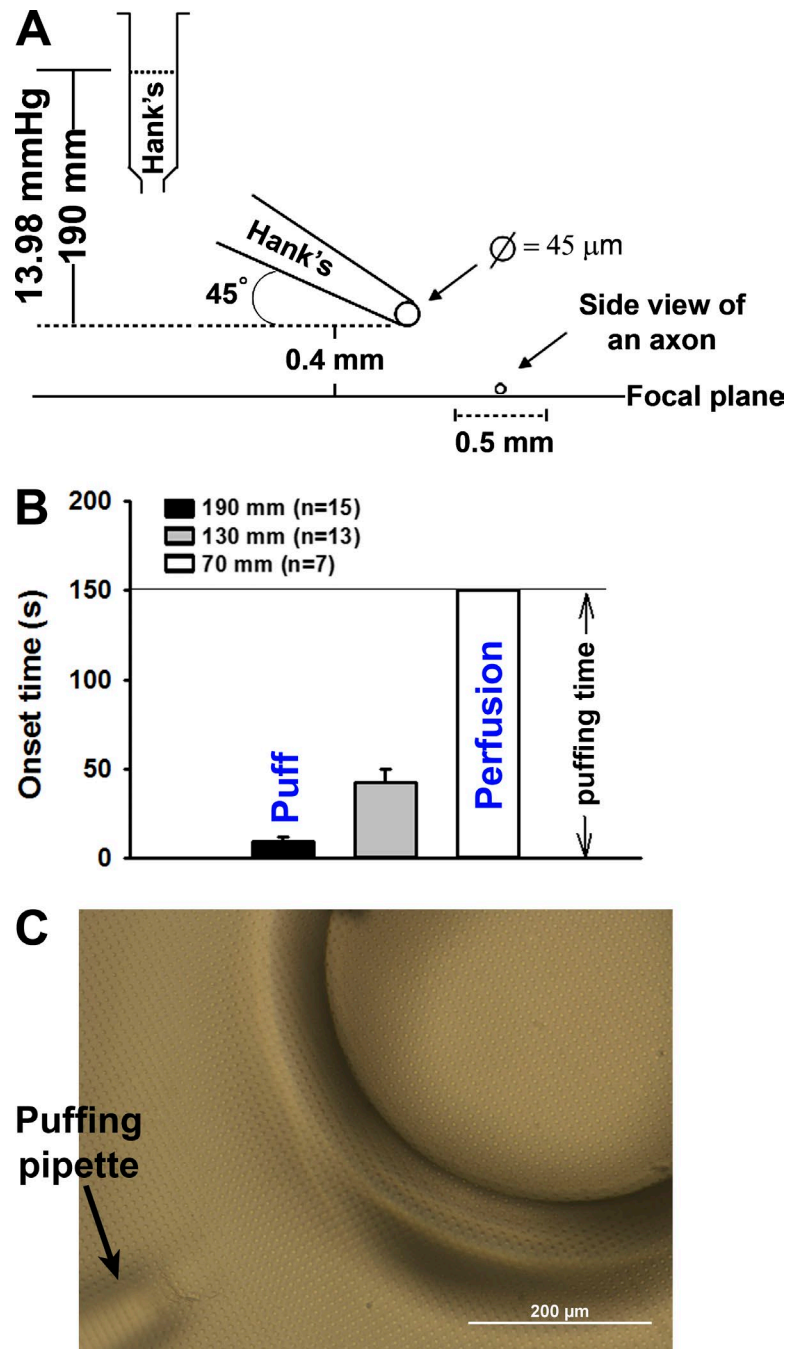 A
13.98 mmHg
190 mm
Hank's
Hank's
45°
∅ = 45 µm
0.4 mm
Side view of
an axon
Focal plane
0.5 mm
B
Onset time (s)
200
150
100
50
0
190 mm (n=15)
130 mm (n=13)
70 mm (n=7)
Puff
Perfusion
puffing time
C
Puffing
pipette
200 µm